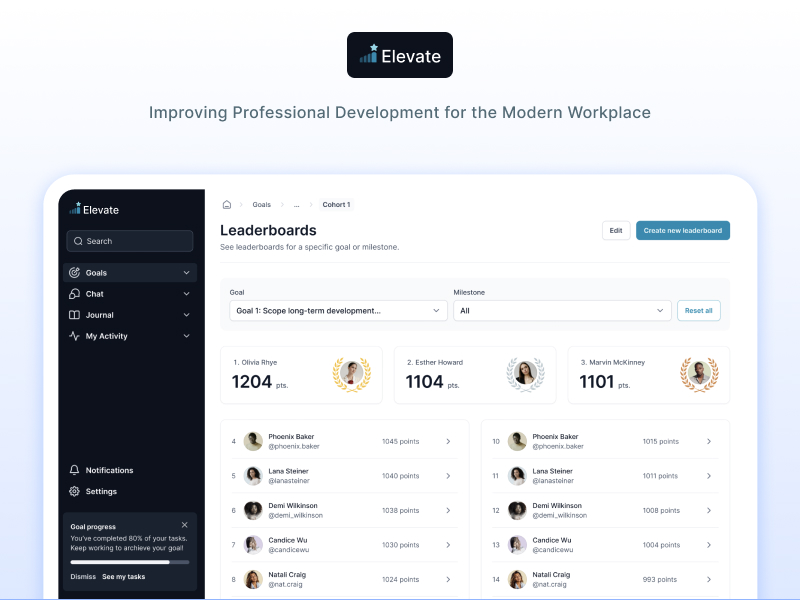 Elevate
Improving Professional Development for the Modern Workplace
Elevate
Search
Goals
Chat
Journal
My Activity
Notifications
Settings
Goal progress
You've completed 80% of your tasks.
Keep working to archieve your goal!
Dismiss See my tasks
Goals ... Cohort 1
Leaderboards
See leaderboards for a specific goal or milestone.
Edit
Create new leaderboard
Goal
Goal 1: Scope long-term development...
Milestone
All
Reset all
1. Olivia Rhye
1204 pts.
2. Esther Howard
1104 pts.
3. Marvin McKinney
1101 pts.
4 Phoenix Baker 1045 points
@phoenix.baker
5 Lana Steiner 1040 points
@lanasteiner
6 Demi Wilkinson 1038 points
@demi_wilkinson
7 Candice Wu 1030 points
@candicewu
8 Natali Craig 1024 points
@nat.craig
10 Phoenix Baker 1015 points
@phoenix.baker
11 Lana Steiner 1011 points
@lanasteiner
12 Demi Wilkinson 1008 points
@demi_wilkinson
13 Candice Wu 1004 points
@candicewu
14 Natali Craig 993 points
@nat.craig